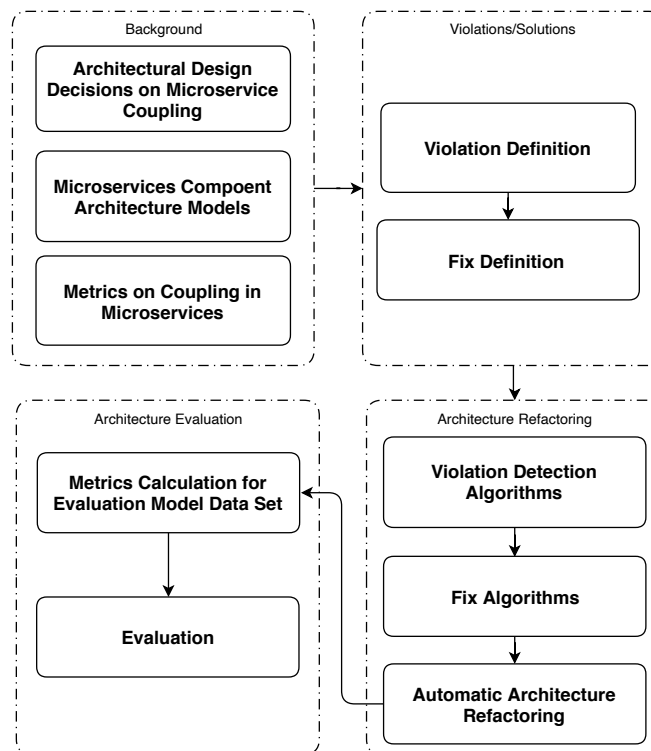 Background
Architectural Design
Decisions on Microservice
Coupling
Microservices Compoent
Architecture Models
Metrics on Coupling in
Microservices
Violations/Solutions
Violation Definition
Fix Definition
Architecture Evaluation
Metrics Calculation for
Evaluation Model Data Set
Evaluation
Architecture Refactoring
Violation Detection
Algorithms
Fix Algorithms
Automatic Architecture
Refactoring